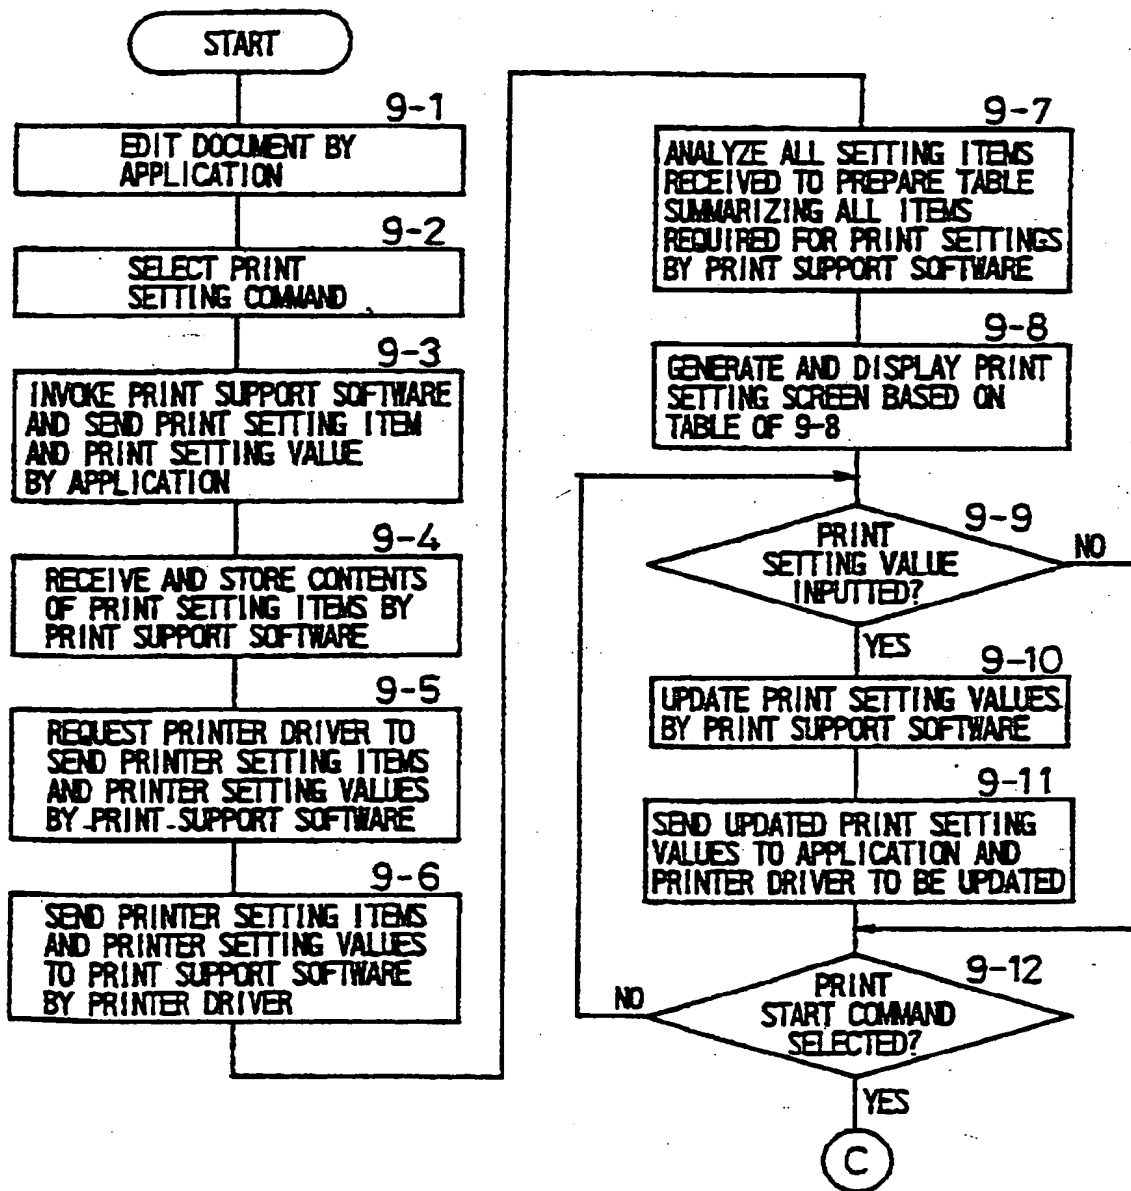 START
9-1
EDIT DOCUMENT BY
APPLICATION
9-2
SELECT PRINT
SETTING COMMAND
9-3
INVOKE PRINT SUPPORT SOFTWARE
AND SEND PRINT SETTING ITEM
AND PRINT SETTING VALUE
BY APPLICATION
9-4
RECEIVE AND STORE CONTENTS
OF PRINT SETTING ITEMS BY
PRINT SUPPORT SOFTWARE
9-5
REQUEST PRINTER DRIVER TO
SEND PRINTER SETTING ITEMS
AND PRINTER SETTING VALUES
BY PRINT SUPPORT SOFTWARE
9-6
SEND PRINTER SETTING ITEMS
AND PRINTER SETTING VALUES
TO PRINT SUPPORT SOFTWARE
BY PRINTER DRIVER
9-7
ANALYZE ALL SETTING ITEMS
RECEIVED TO PREPARE TABLE
SUMMARIZING ALL ITEMS
REQUIRED FOR PRINT SETTINGS
BY PRINT SUPPORT SOFTWARE
9-8
GENERATE AND DISPLAY PRINT
SETTING SCREEN BASED ON
TABLE OF 9-8
9-9
PRINT
SETTING VALUE
INPUTTED?
NO
YES
9-10
UPDATE PRINT SETTING VALUES
BY PRINT SUPPORT SOFTWARE
9-11
SEND UPDATED PRINT SETTING
VALUES TO APPLICATION AND
PRINTER DRIVER TO BE UPDATED
9-12
PRINT
START COMMAND
SELECTED?
NO
YES
C